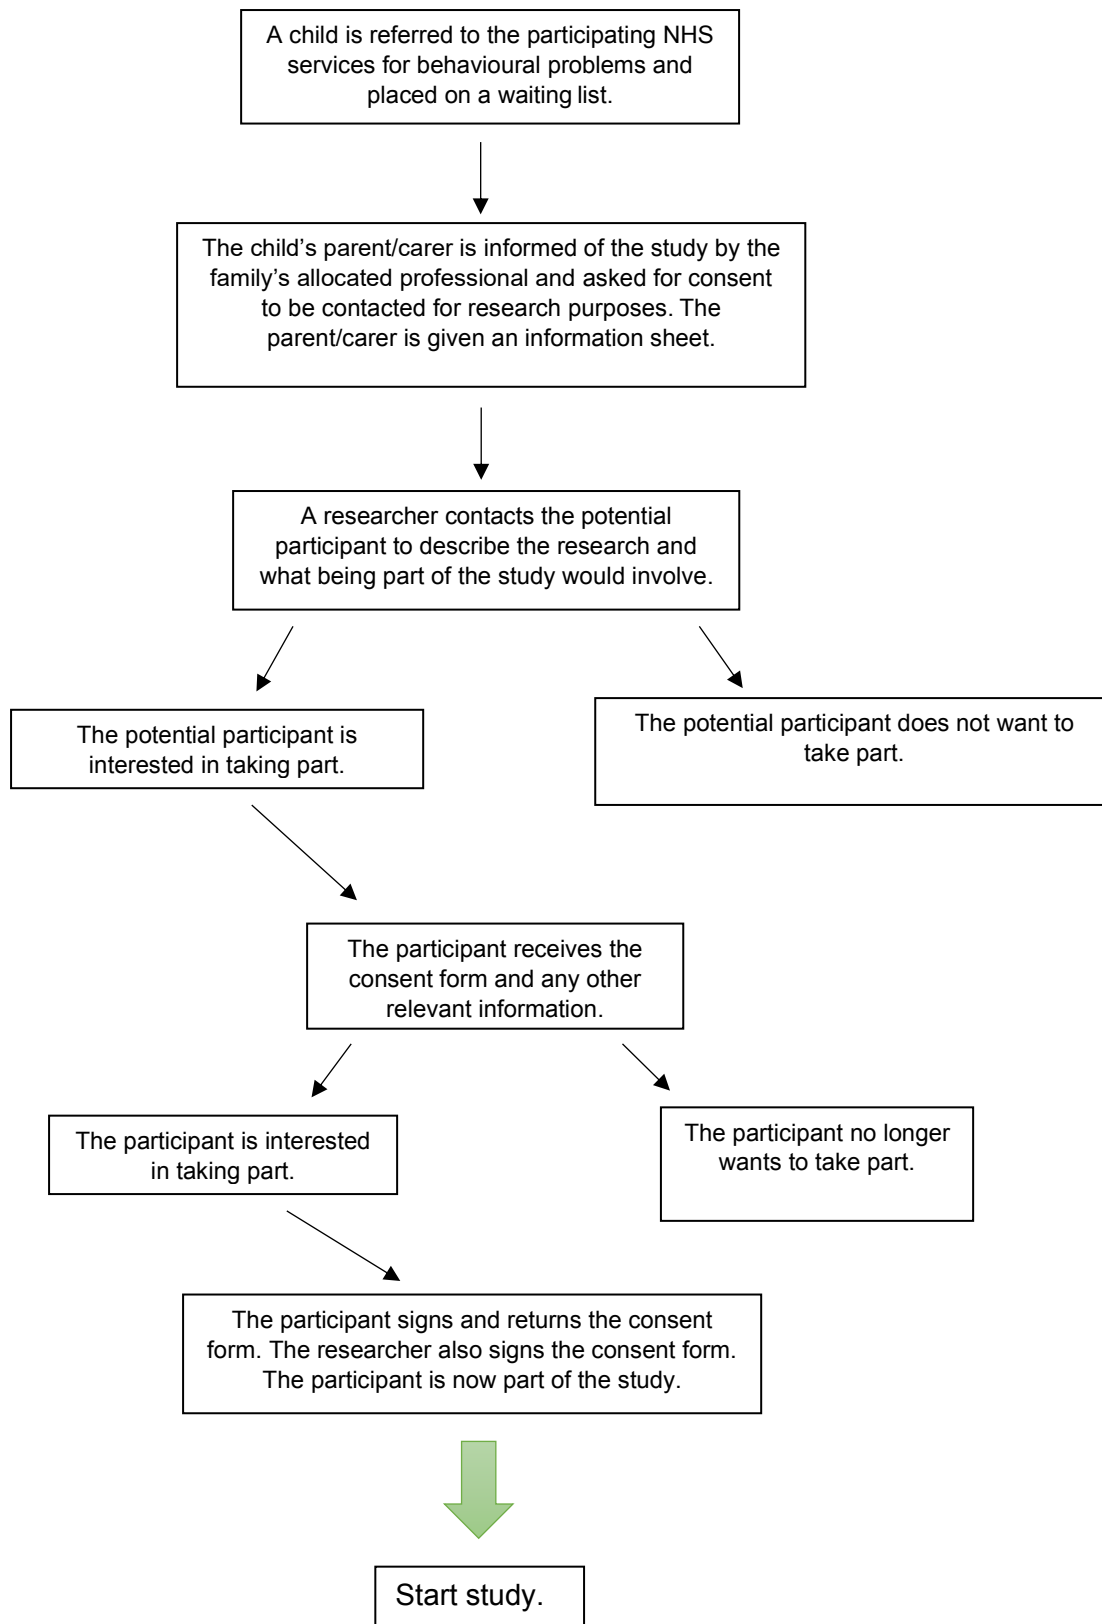 A child is referred to the participating NHS
services for behavioural problems and
placed on a waiting list.
The child’s parent/carer is informed of the study by the
family’s allocated professional and asked for consent
to be contacted for research purposes. The
parent/carer is given an information sheet.
A researcher contacts the potential
participant to describe the research and
what being part of the study would involve.
The potential participant is
interested in taking part.
The potential participant does not want to
take part.
The participant receives the
consent form and any other
relevant information.
The participant is interested
in taking part.
The participant no longer
wants to take part.
The participant signs and returns the consent
form. The researcher also signs the consent form.
The participant is now part of the study.
Start study.